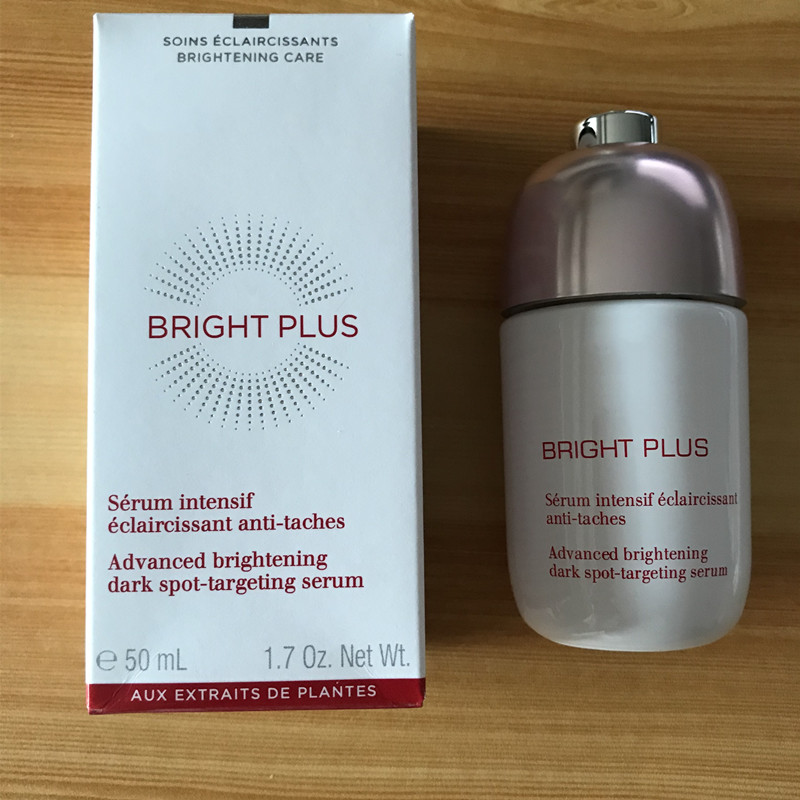 SOINS ÉCLAIRCISSANTS
BRIGHTENING CARE
BRIGHT PLUS
Sérum intensif
éclaircissant anti-taches
Advanced brightening
dark spot-targeting serum
℮ 50 mL 1.7 Oz. Net Wt.
AUX EXTRAITS DE PLANTES
BRIGHT PLUS
Sérum intensif éclaircissant
anti-taches
Advanced brightening
dark spot-targeting serum